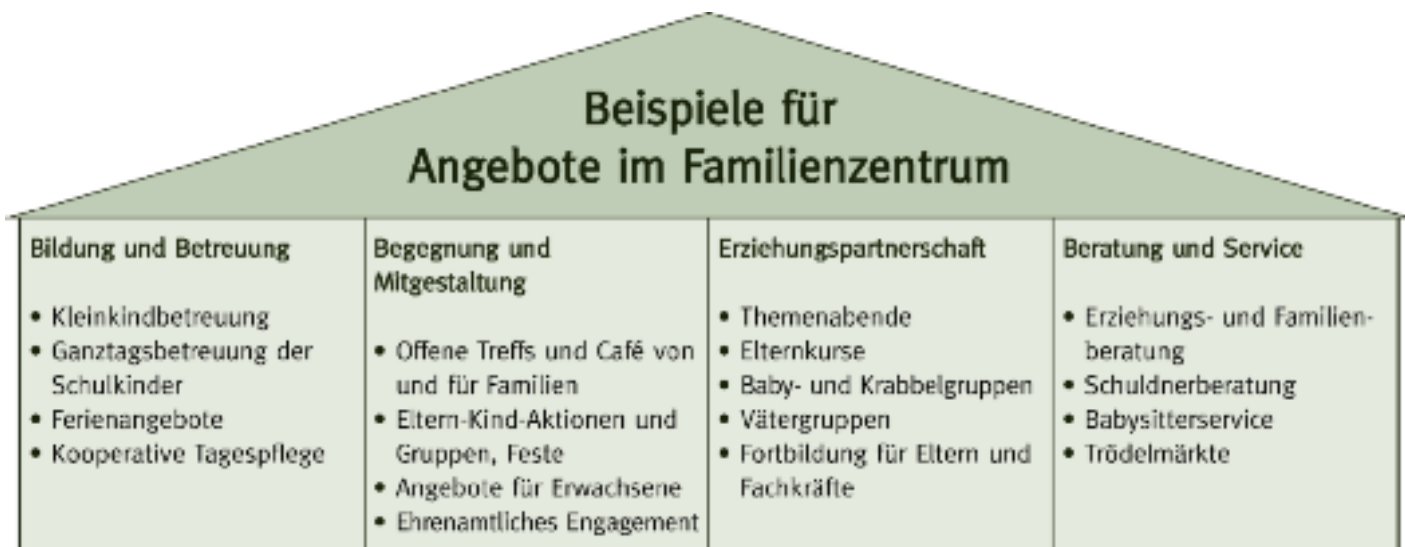 Beispiele für
Angebote im Familienzentrum
Bildung und Betreuung
• Kleinkindbetreuung
• Ganztagsbetreuung der
Schulkinder
• Ferienangebote
• Kooperative Tagespflege
Begegnung und
Mitgestaltung
• Offene Treffs und Café von
und für Familien
• Eltern-Kind-Aktionen und
Gruppen, Feste
• Angebote für Erwachsene
• Ehrenamtliches Engagement
Erziehungspartnerschaft
• Themenabende
• Elternkurse
• Baby- und Krabbelgruppen
• Vätergruppen
• Fortbildung für Eltern und
Fachkräfte
Beratung und Service
• Erziehungs- und Familien-
beratung
• Schuldnerberatung
• Babysitterservice
• Trödelmärkte